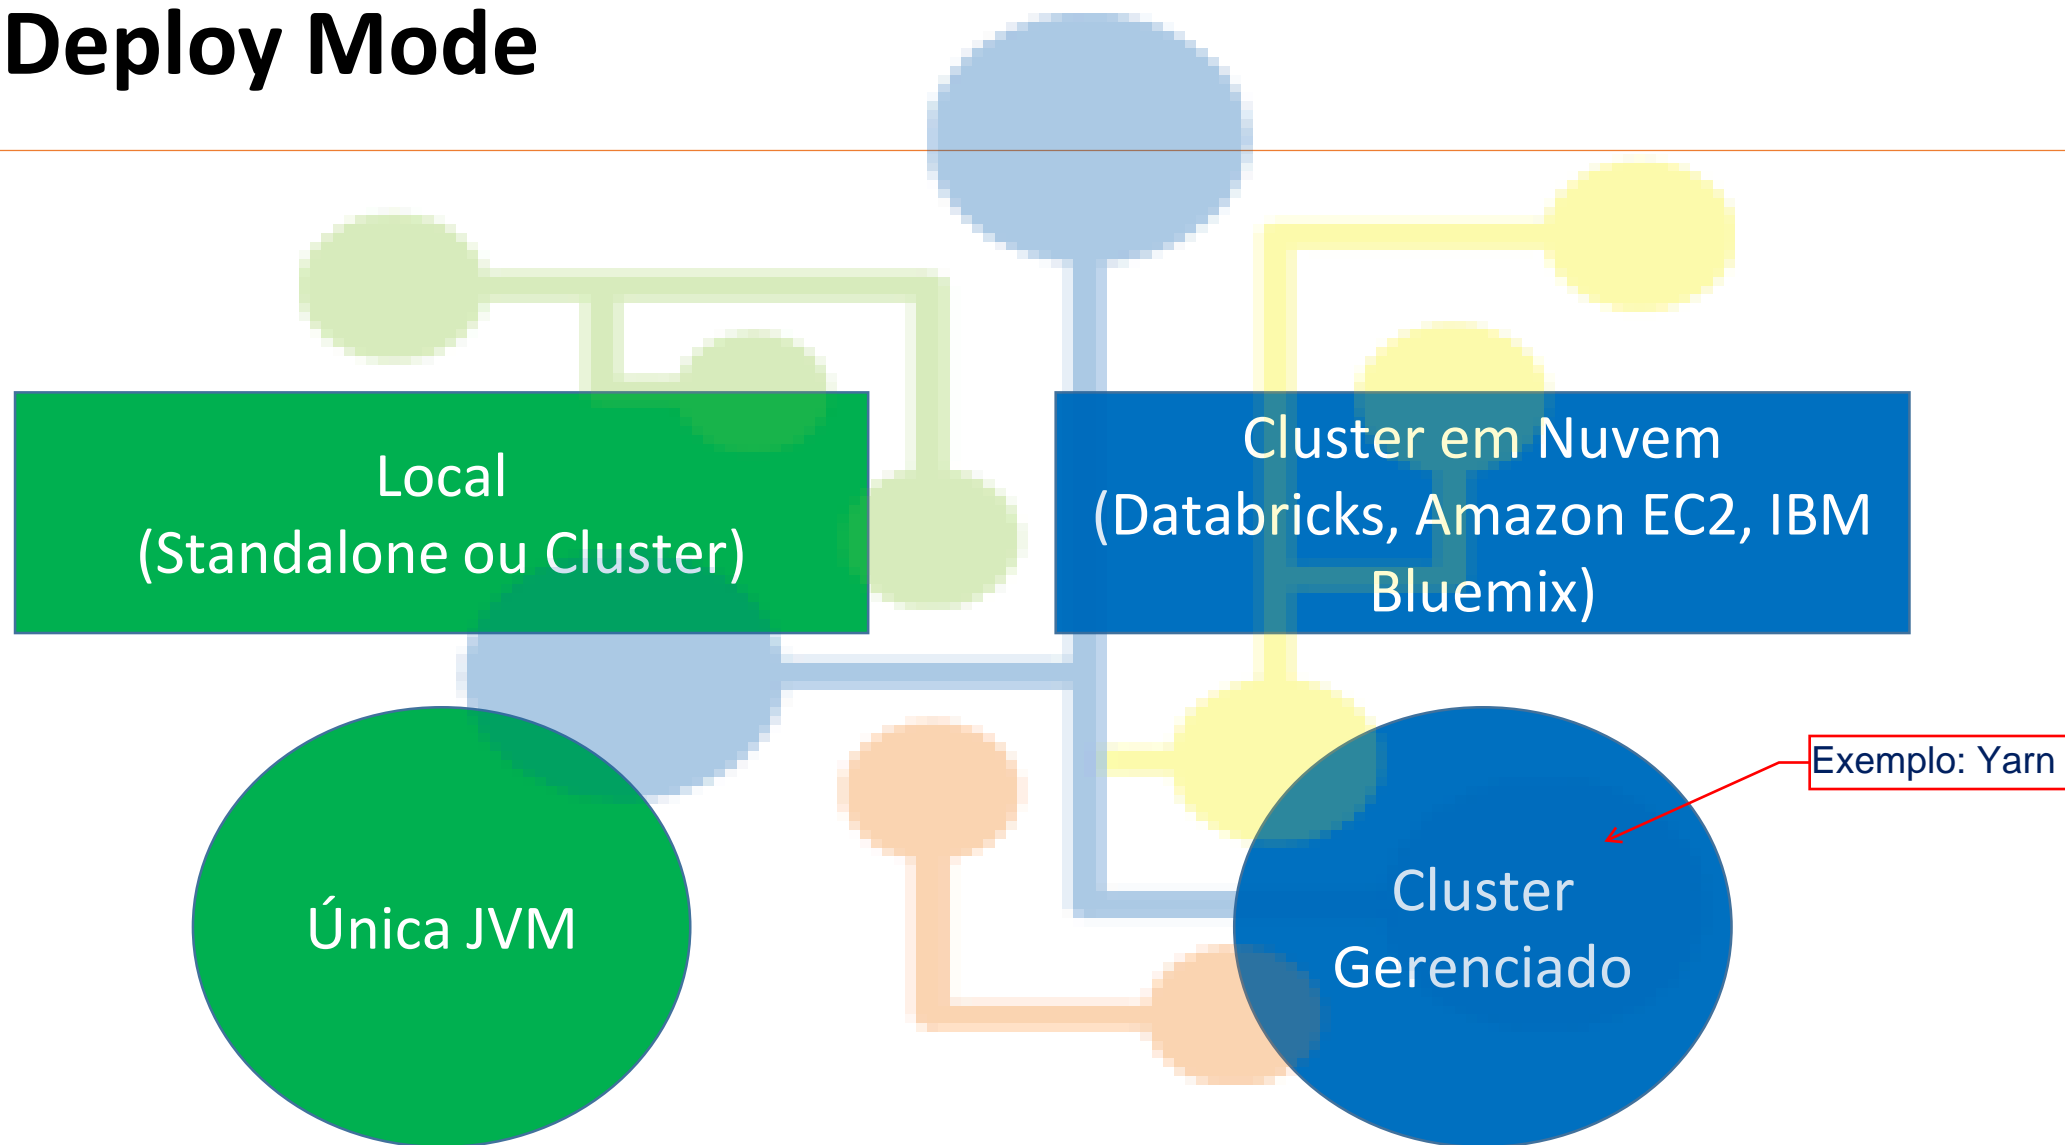 Deploy Mode
Local
(Standalone ou Cluster)
Cluster em Nuvem
(Databricks, Amazon EC2, IBM
Bluemix)
Única JVM
Cluster
Gerenciado
Exemplo: Yarn